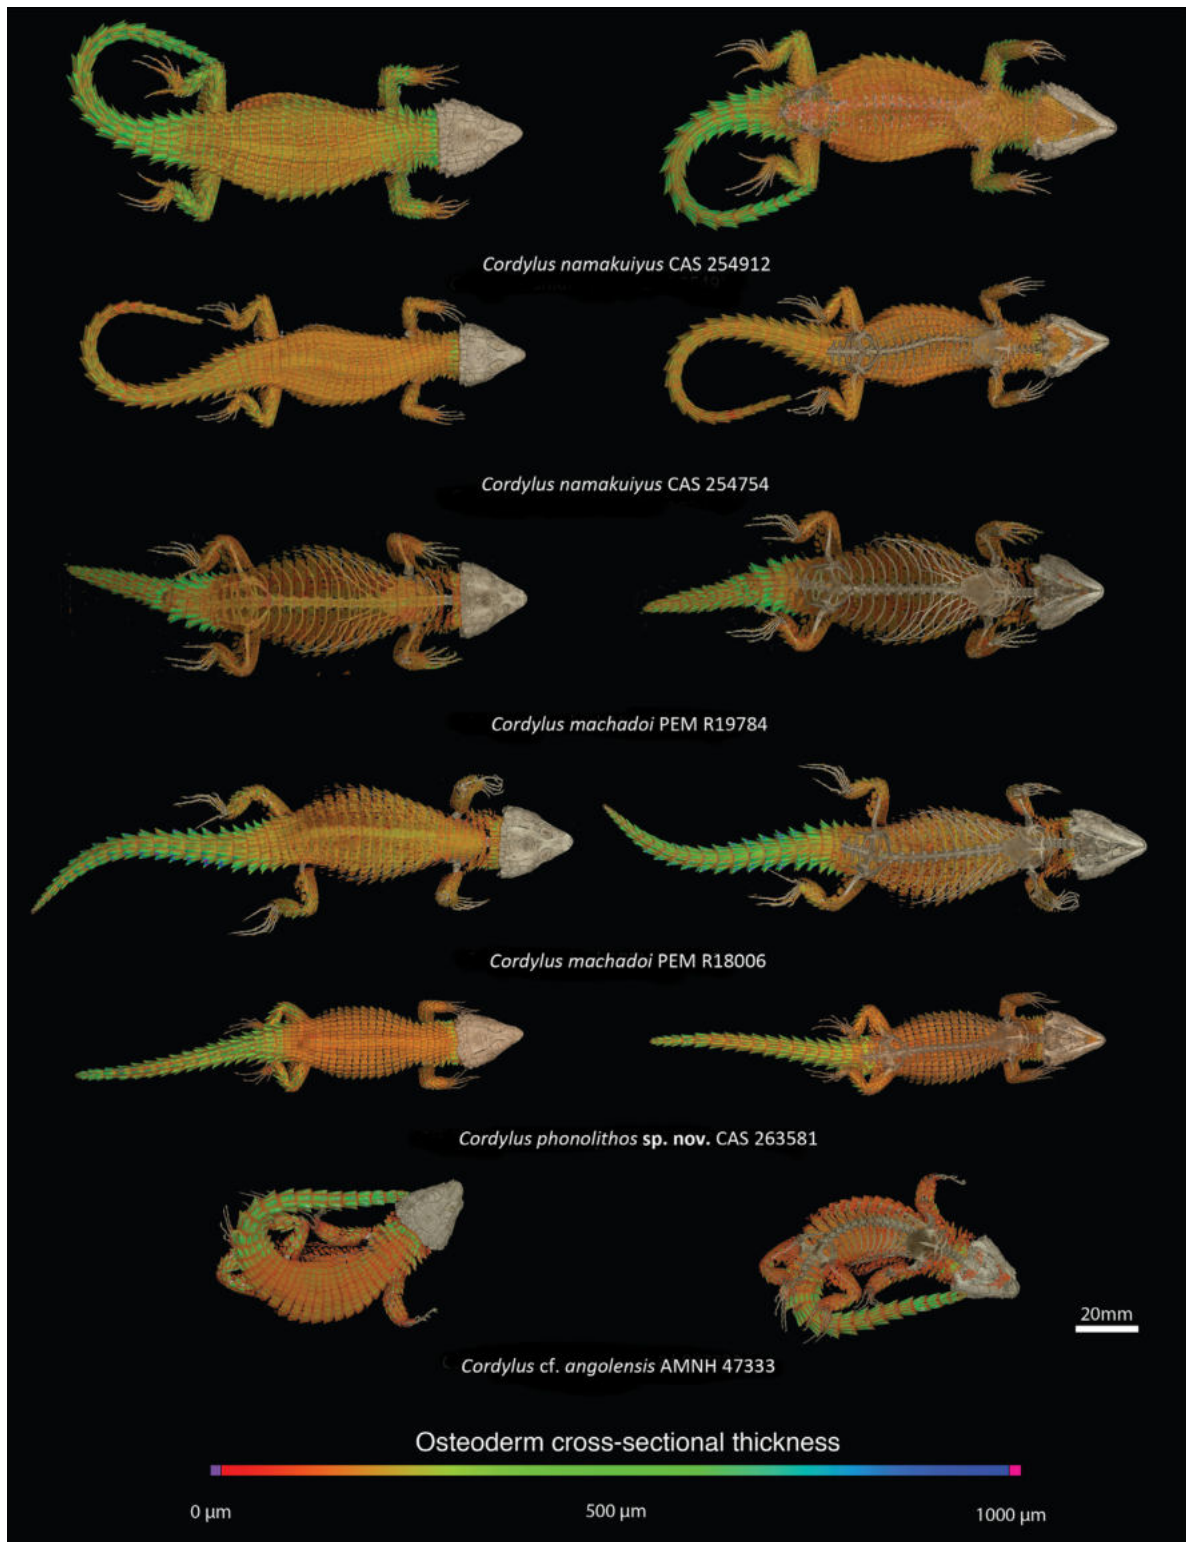 Cordylus namakuiyus CAS 254912
Cordylus namakuiyus CAS 254754
Cordylus machadoi PEM R19784
Cordylus machadoi PEM R18006
Cordylus phonolithos sp. nov. CAS 263581
20mm
Cordylus cf. angolensis AMNH 47333
Osteoderm cross-sectional thickness
0 µm 500 µm 1000 µm